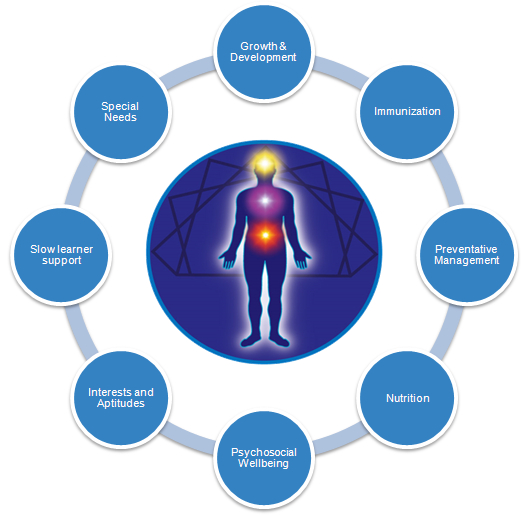 Growth &
Development
Immunization
Preventative
Management
Nutrition
Psychosocial
Wellbeing
Interests and
Aptitudes
Slow learner
support
Special
Needs